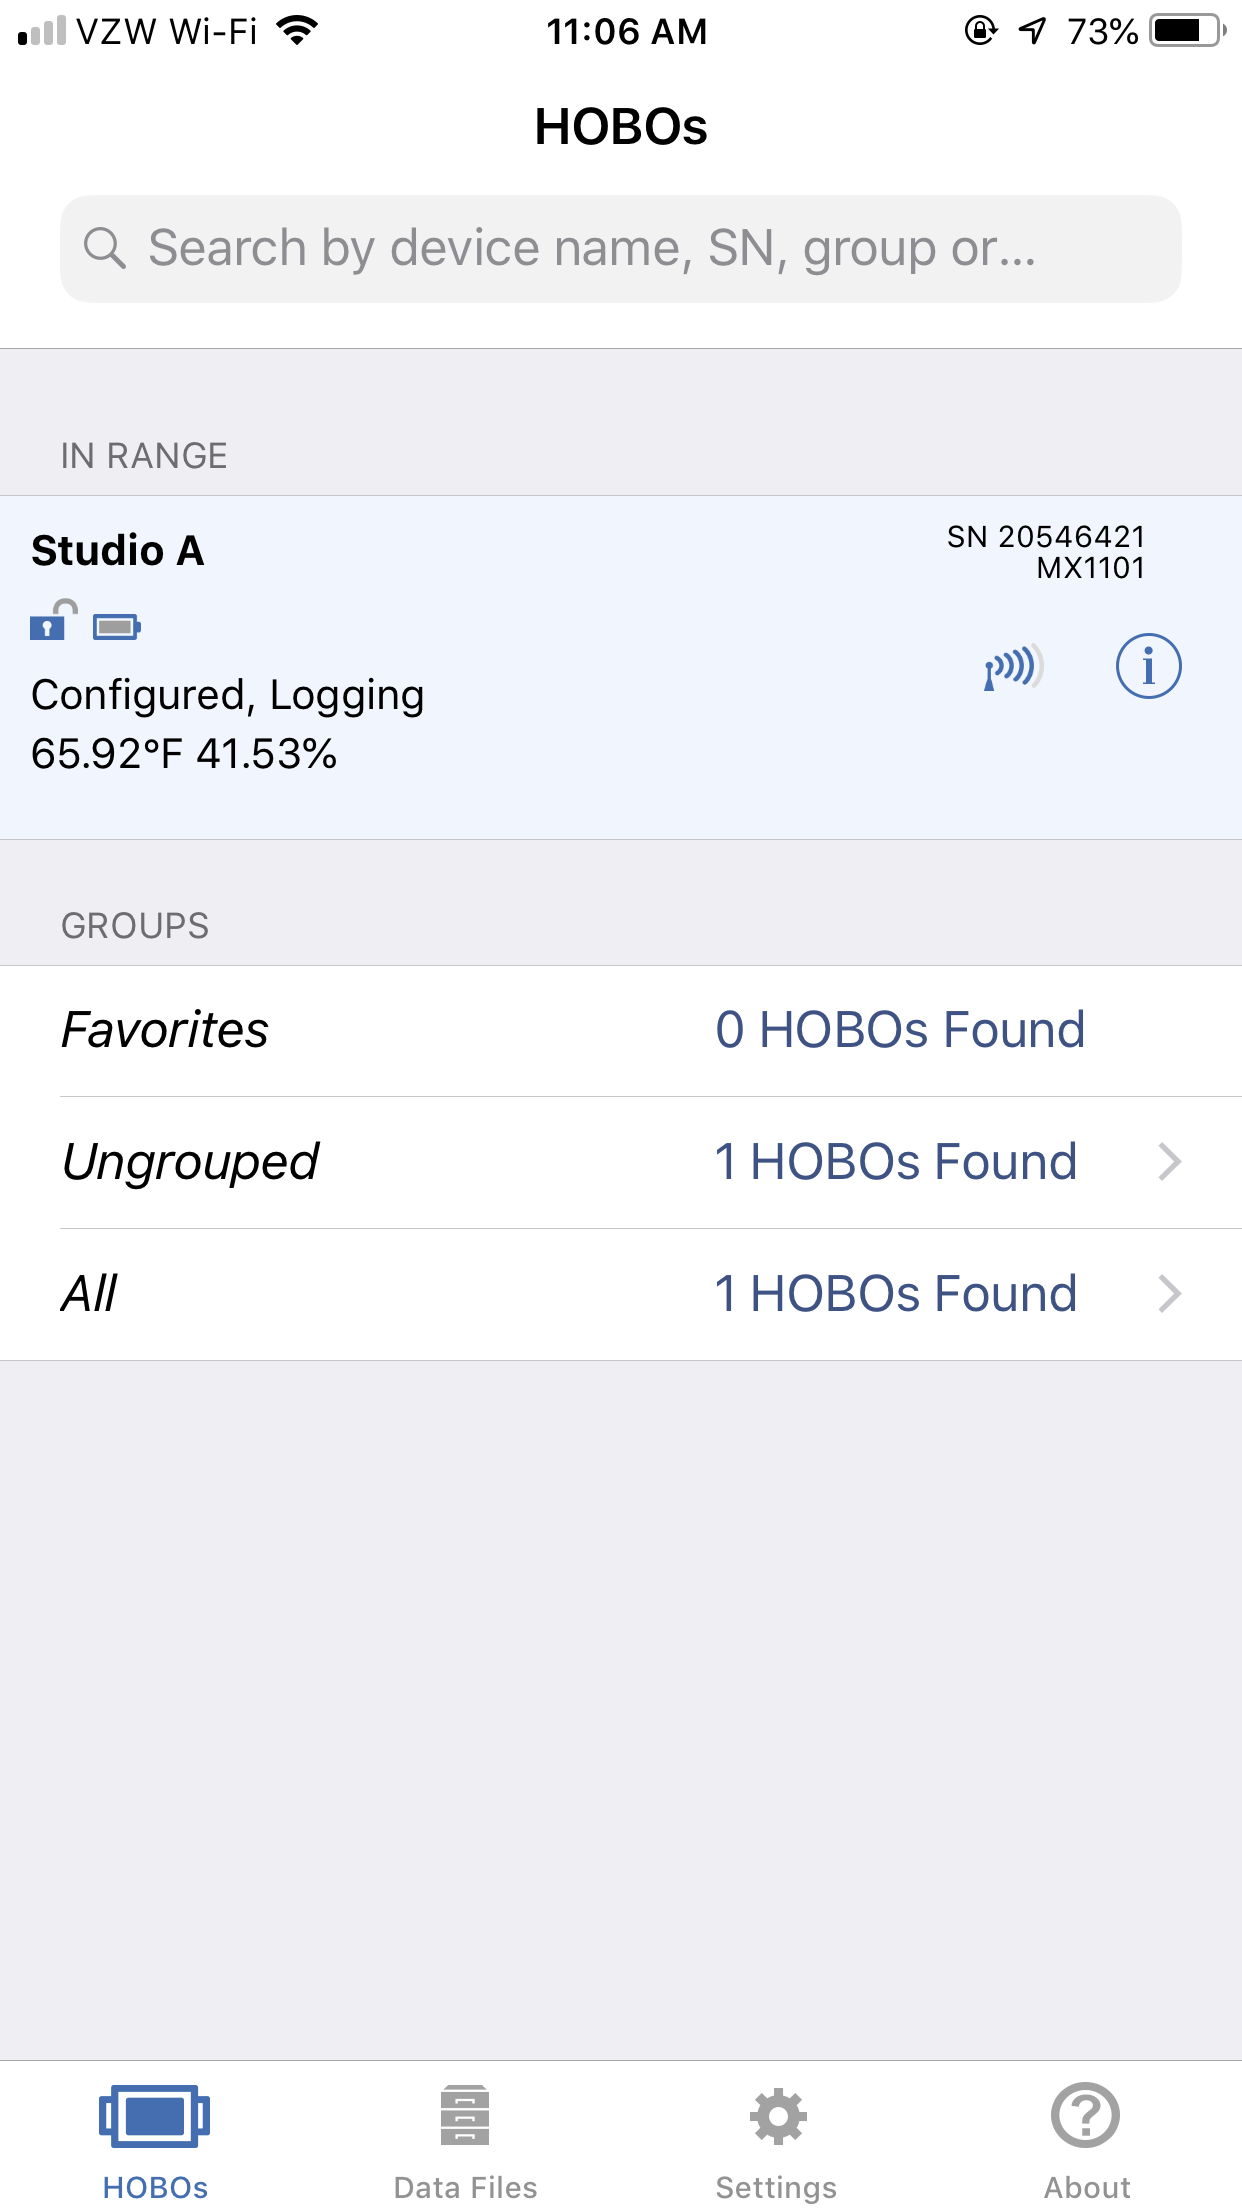 VZW Wi-Fi 11:06 AM 73%
HOBOs
Search by device name, SN, group or...
IN RANGE
Studio A
SN 20546421
MX1101
Configured, Logging
65.92°F 41.53%
GROUPS
Favorites 0 HOBOs Found
Ungrouped 1 HOBOs Found
All 1 HOBOs Found
HOBOs Data Files Settings About